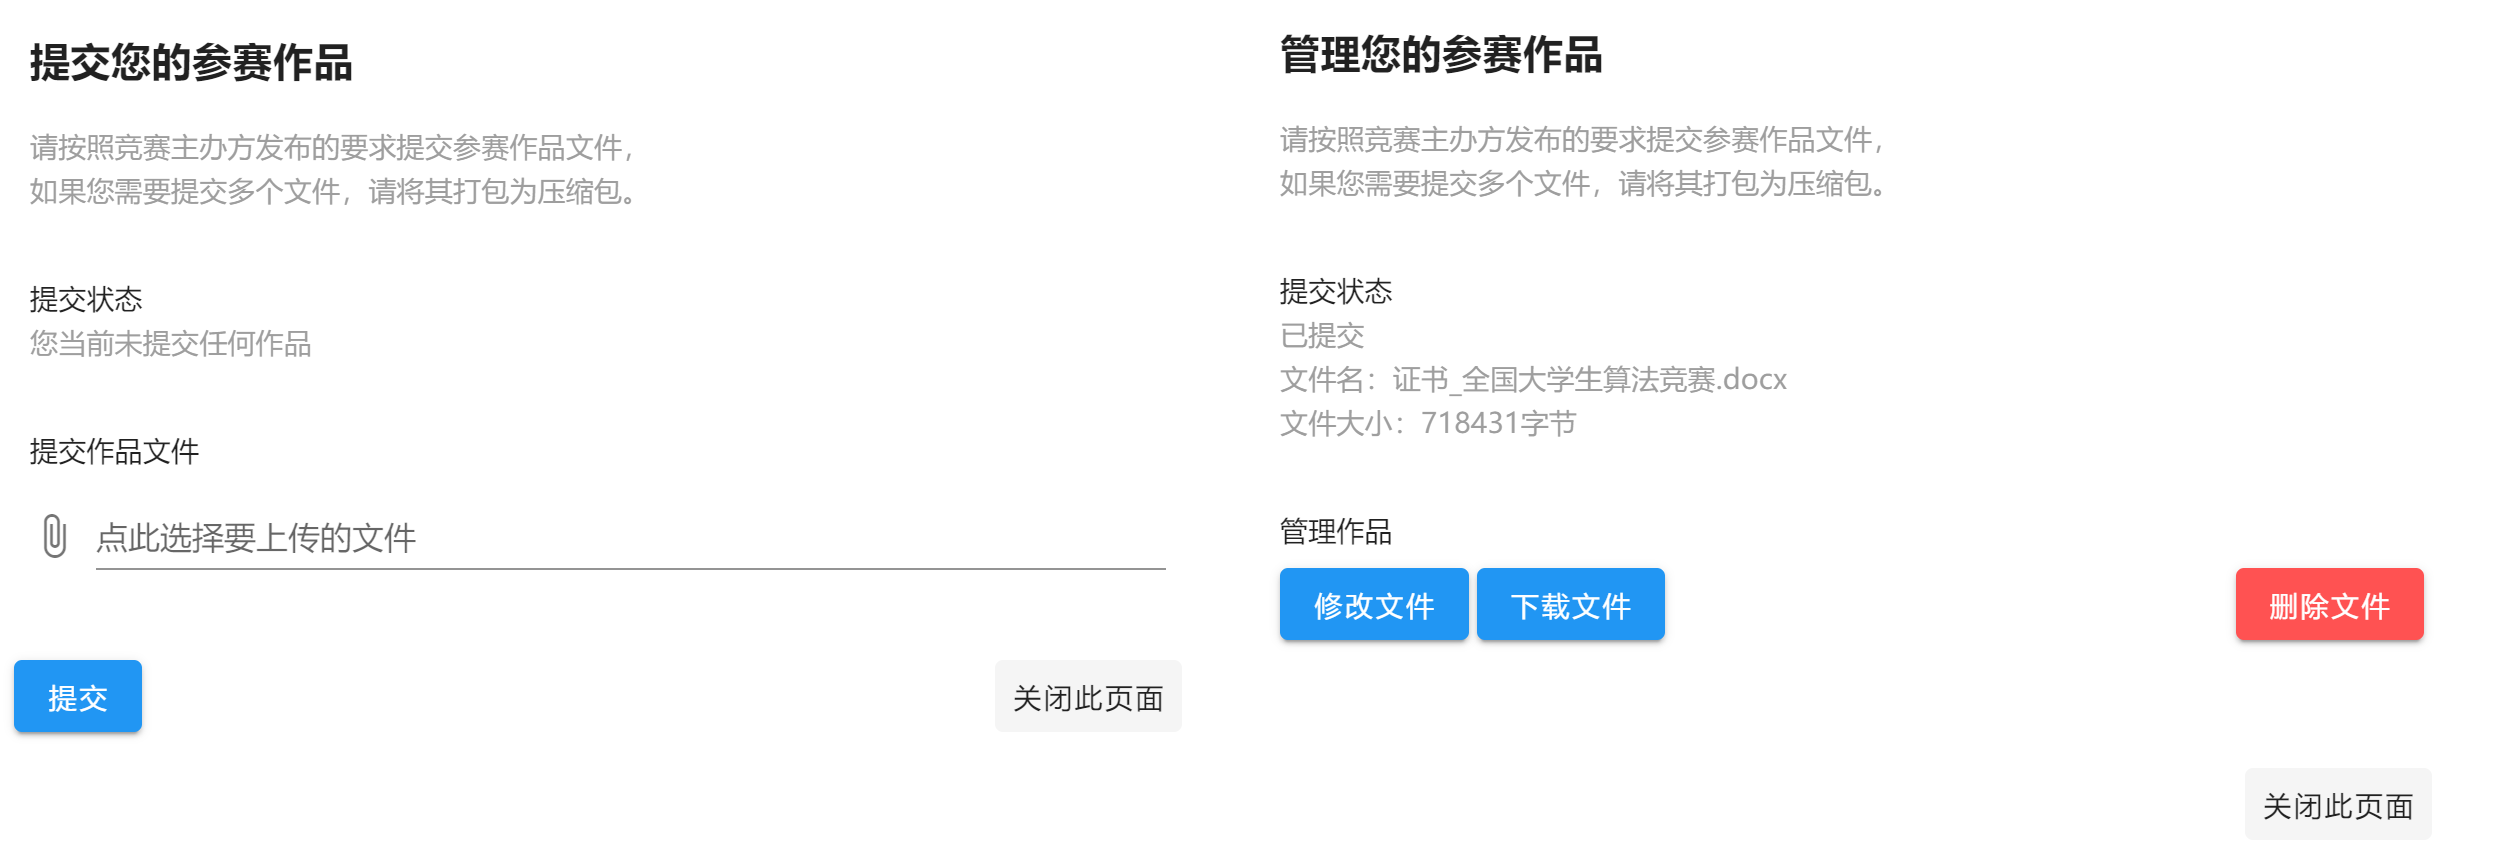 提交您的参赛作品
请按照竞赛主办方发布的要求提交参赛作品文件，
如果您需要提交多个文件，请将其打包为压缩包。
提交状态
您当前未提交任何作品
提交作品文件
点此选择要上传的文件
提交
关闭此页面
管理您的参赛作品
请按照竞赛主办方发布的要求提交参赛作品文件，
如果您需要提交多个文件，请将其打包为压缩包。
提交状态
已提交
文件名：证书_全国大学生算法竞赛.docx
文件大小：718431字节
管理作品
修改文件
下载文件
删除文件
关闭此页面